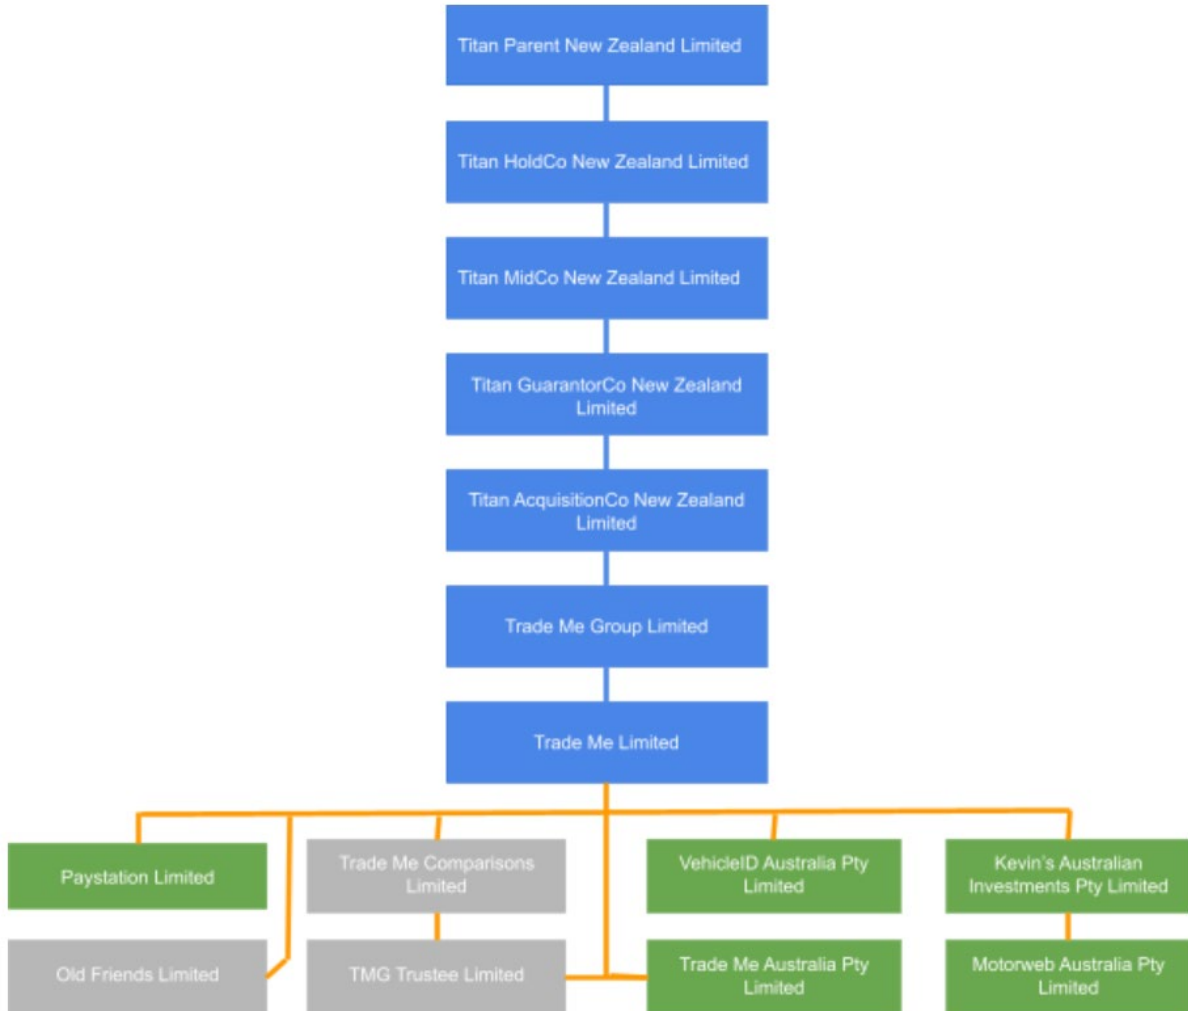 Titan Parent New Zealand Limited
Titan HoldCo New Zealand Limited
Titan MidCo New Zealand Limited
Titan GuarantorCo New Zealand
Limited
Titan AcquisitionCo New Zealand
Limited
Trade Me Group Limited
Trade Me Limited
Paystation Limited
Trade Me Comparisons
Limited
VehicleID Australia Pty
Limited
Kevin's Australian
Investments Pty Limited
Old Friends Limited
TMG Trustee Limited
Trade Me Australia Pty
Limited
Motorweb Australia Pty
Limited